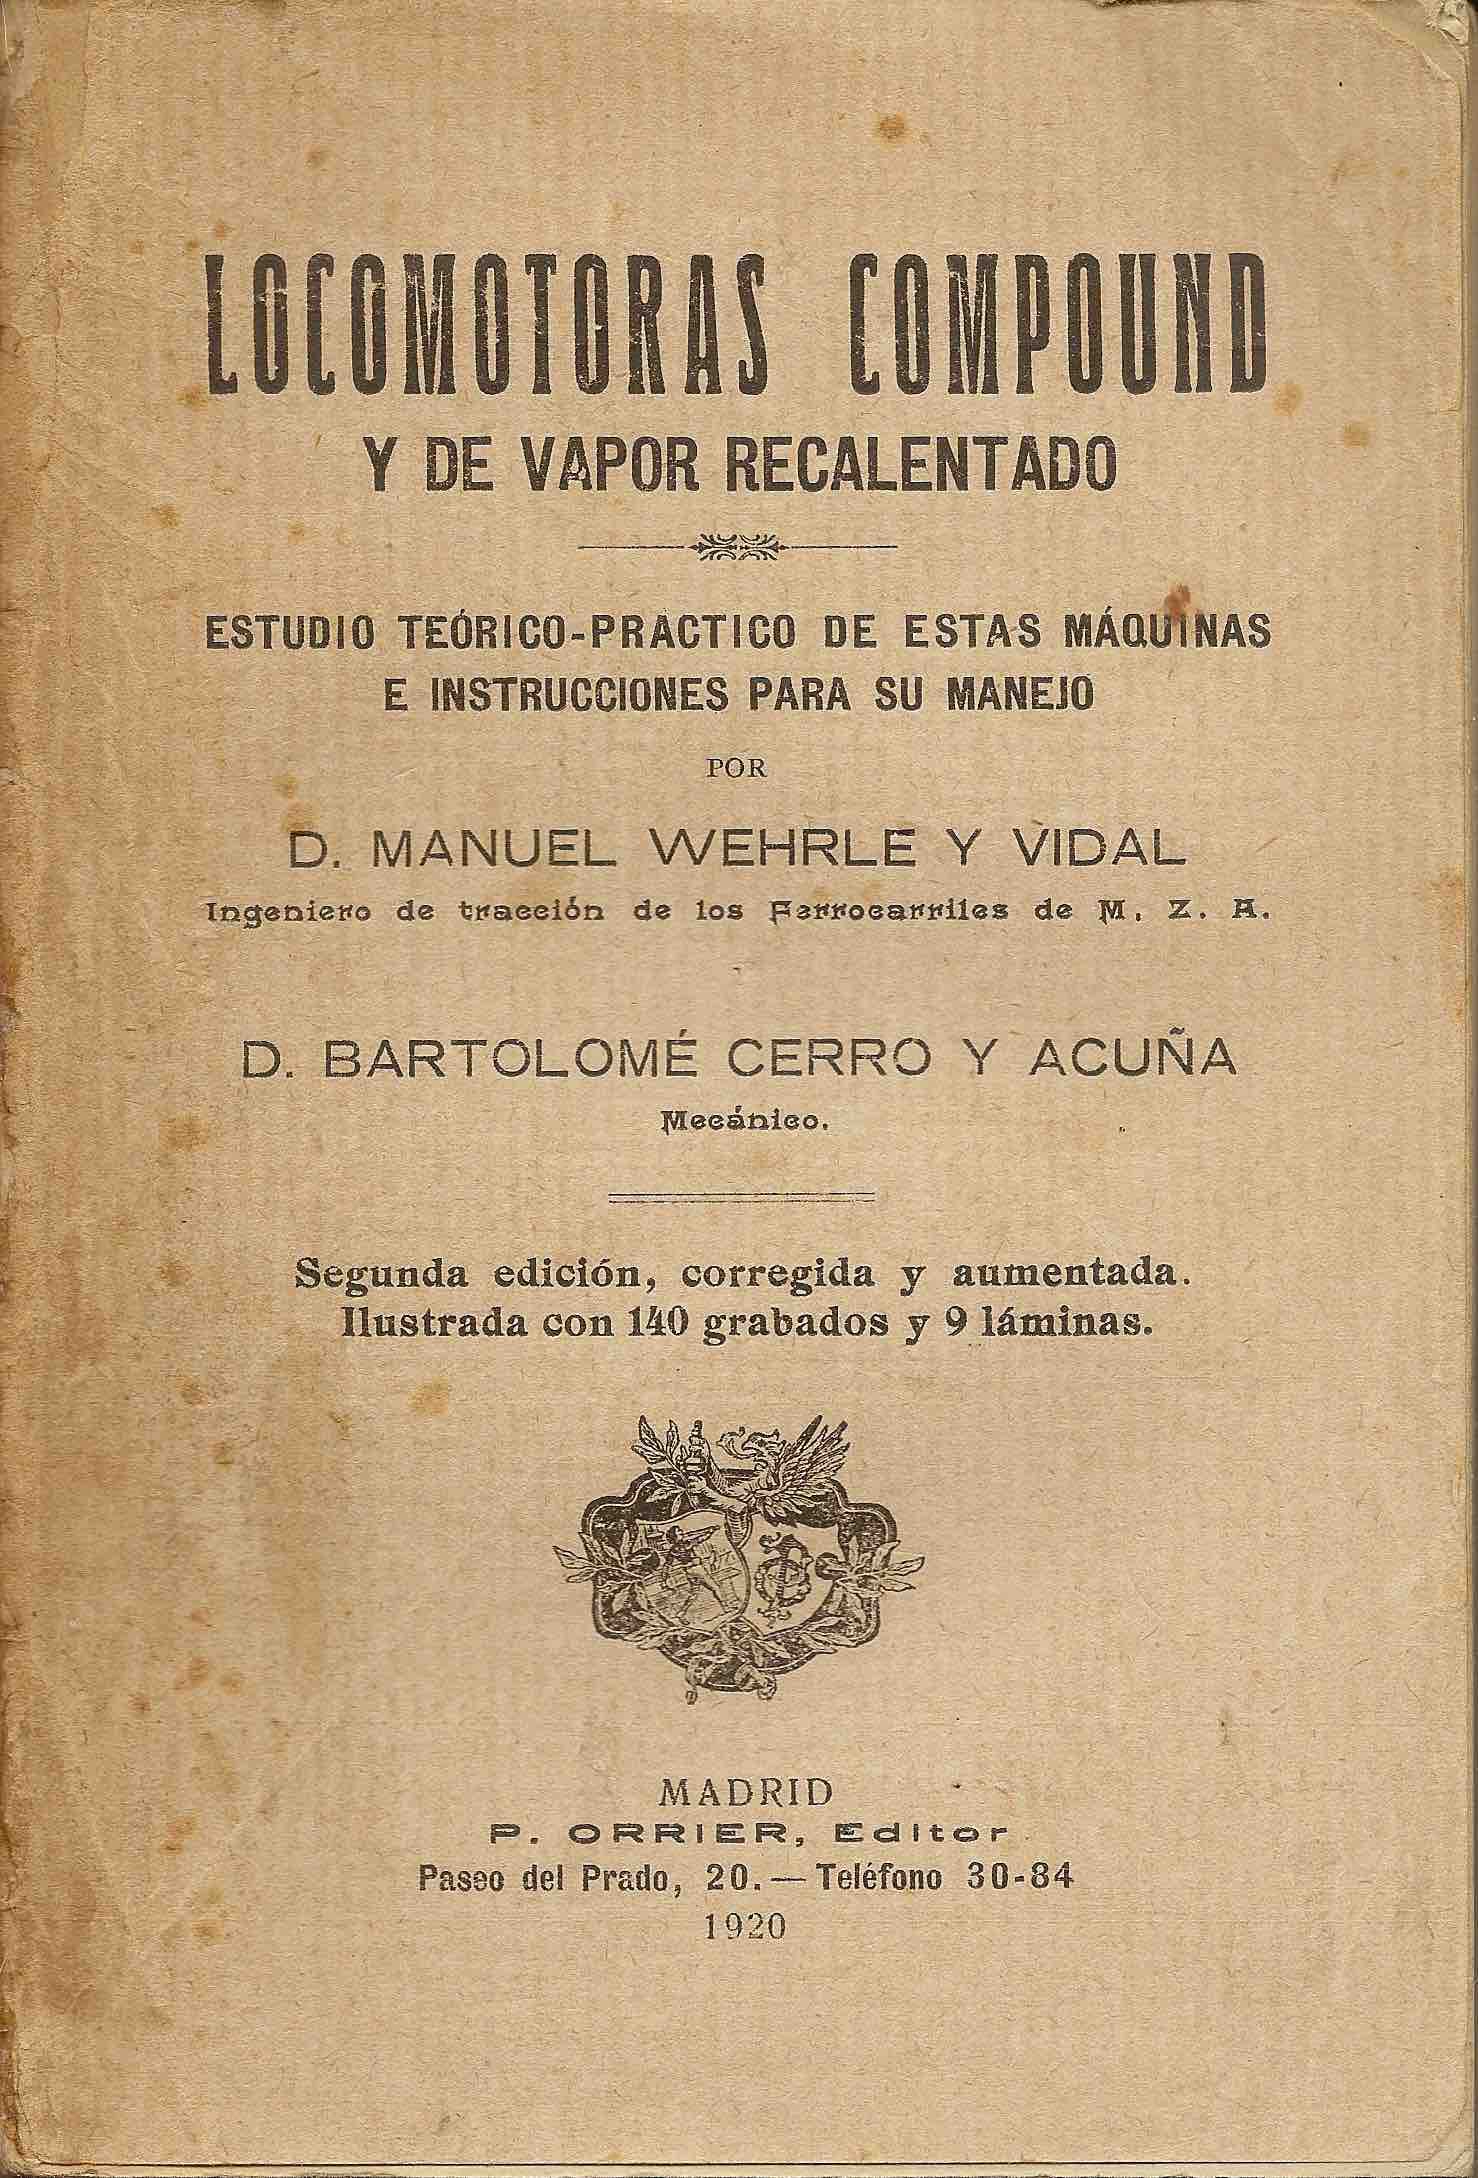 LOCOMOTORAS COMPOUND
Y DE VAPOR RECALENTADO
ESTUDIO TEÓRICO-PRACTICO DE ESTAS MÁQUINAS
E INSTRUCCIONES PARA SU MANEJO
POR
D. MANUEL WEHRLE Y VIDAL
Ingeniero de tracción de los Ferrocarriles de M. Z. A.
D. BARTOLOMÉ CERRO Y ACUÑA
Mecánico.
Segunda edición, corregida y aumentada.
Ilustrada con 140 grabados y 9 láminas.
MADRID
P. ORRIER, Editor
Paseo del Prado, 20.—Teléfono 30-84
1920